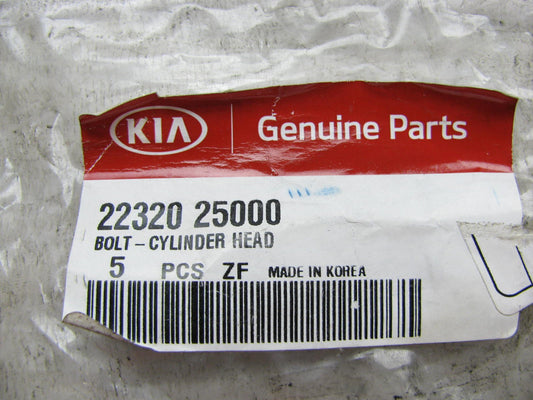 KIA Genuine Parts
22320 25000
BOLT-CYLINDER HEAD
5 PCS ZF MADE IN KOREA